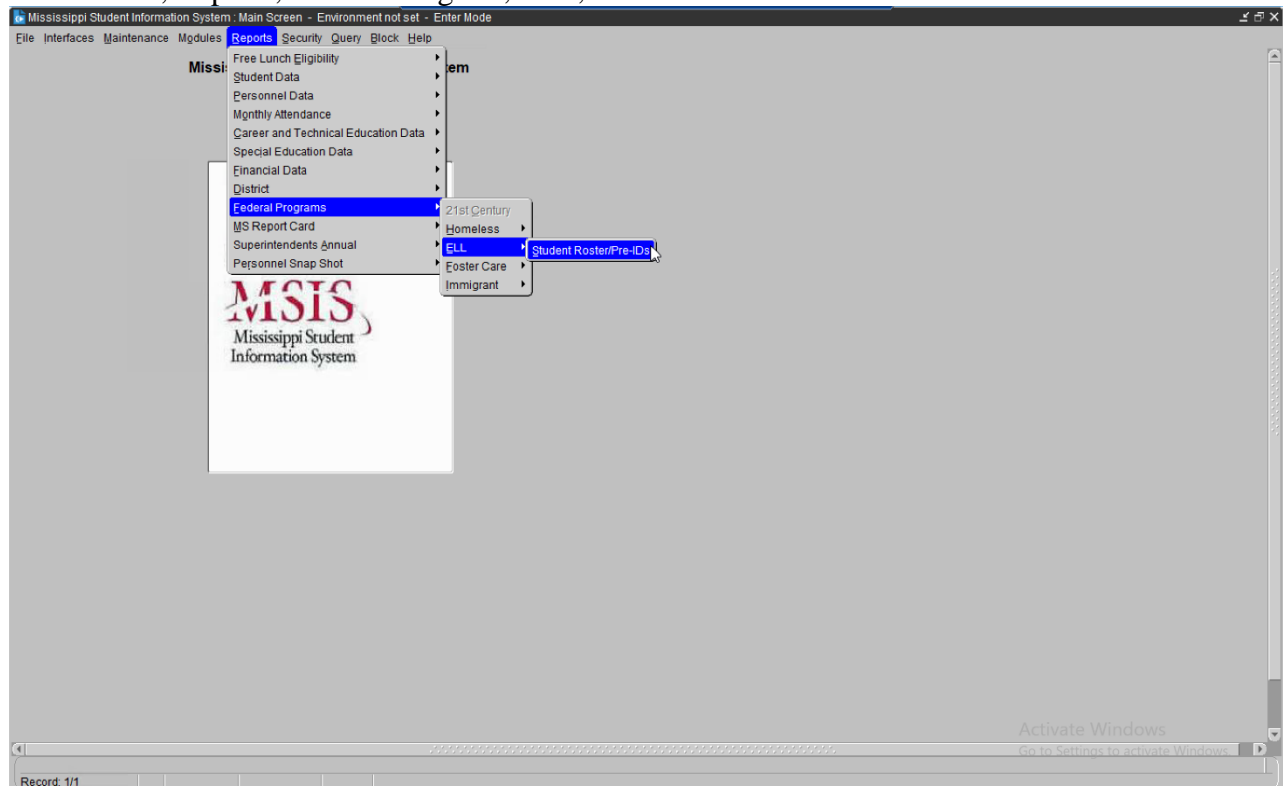 Mississippi Student Information System : Main Screen - Environment not set - Enter Mode
File Interfaces Maintenance Modules Reports Security Query Block Help
Free Lunch Eligibility
Student Data
Personnel Data
Monthly Attendance
Career and Technical Education Data
Special Education Data
Financial Data
District
Federal Programs
MS Report Card
Superintendents Annual
Personnel Snap Shot
21st Century
Homeless
ELL
Foster Care
Immigrant
Student Roster/Pre-IDs
MSIS
Mississippi Student
Information System
Activate Windows
Go to Settings to activate Windows.
Record: 1/1